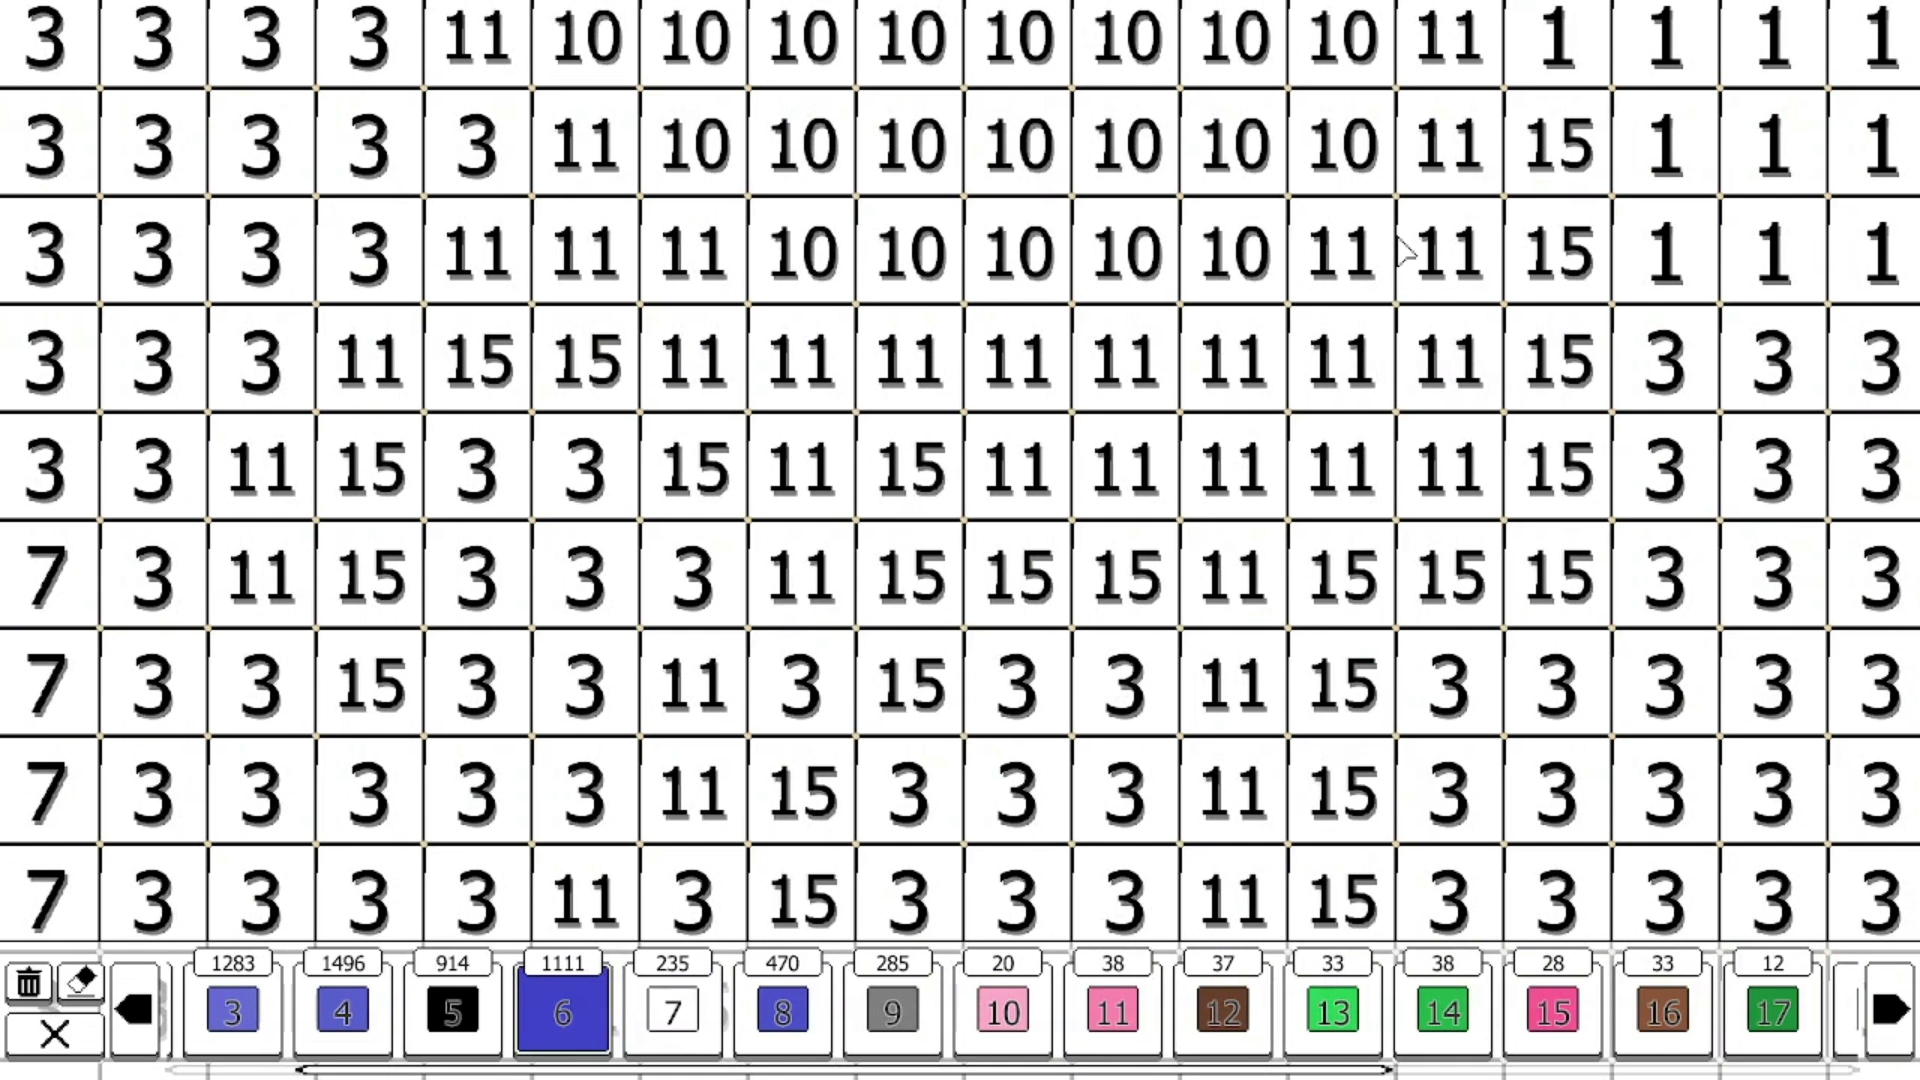 3 3 3 3 11 10 10 10 10 10 10 10 10 11 1 1 1 1
3 3 3 3 3 11 10 10 10 10 10 10 10 11 15 1 1 1
3 3 3 3 11 11 11 10 10 10 10 10 11 11 15 1 1 1
3 3 3 11 15 15 11 11 11 11 11 11 11 11 15 3 3 3
3 3 11 15 3 3 15 11 15 11 11 11 11 11 15 3 3 3
7 3 11 15 3 3 3 11 15 15 15 11 15 15 15 3 3 3
7 3 3 15 3 3 11 3 15 3 3 11 15 3 3 3 3 3
7 3 3 3 3 3 11 15 3 3 3 11 15 3 3 3 3 3
7 3 3 3 3 11 3 15 3 3 3 11 15 3 3 3 3 3
1283 1496 914 1111 235 470 285 20 38 37 33 38 28 33 12
3 4 5 6 7 8 9 10 11 12 13 14 15 16 17